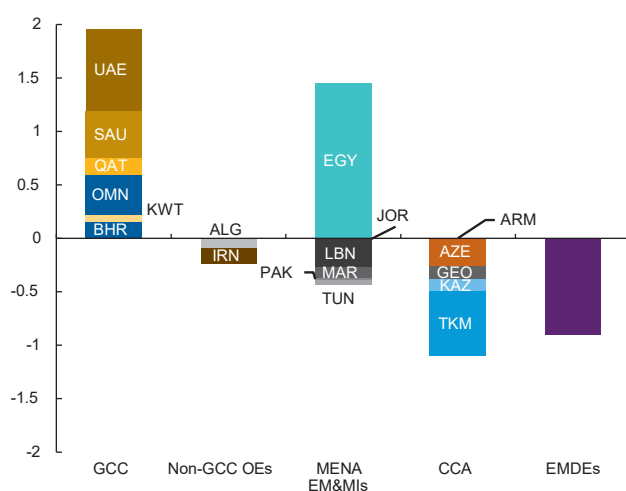 2
1.5
1
0.5
0
-0.5
-1
-1.5
-2
UAE
SAU
QAT
OMN
KWT
BHR
ALG
IRN
EGY
JOR
LBN
PAK
MAR
TUN
ARM
AZE
GEO
KAZ
TKM
GCC
Non-GCC OEs
MENA
EM&MIs
CCA
EMDEs